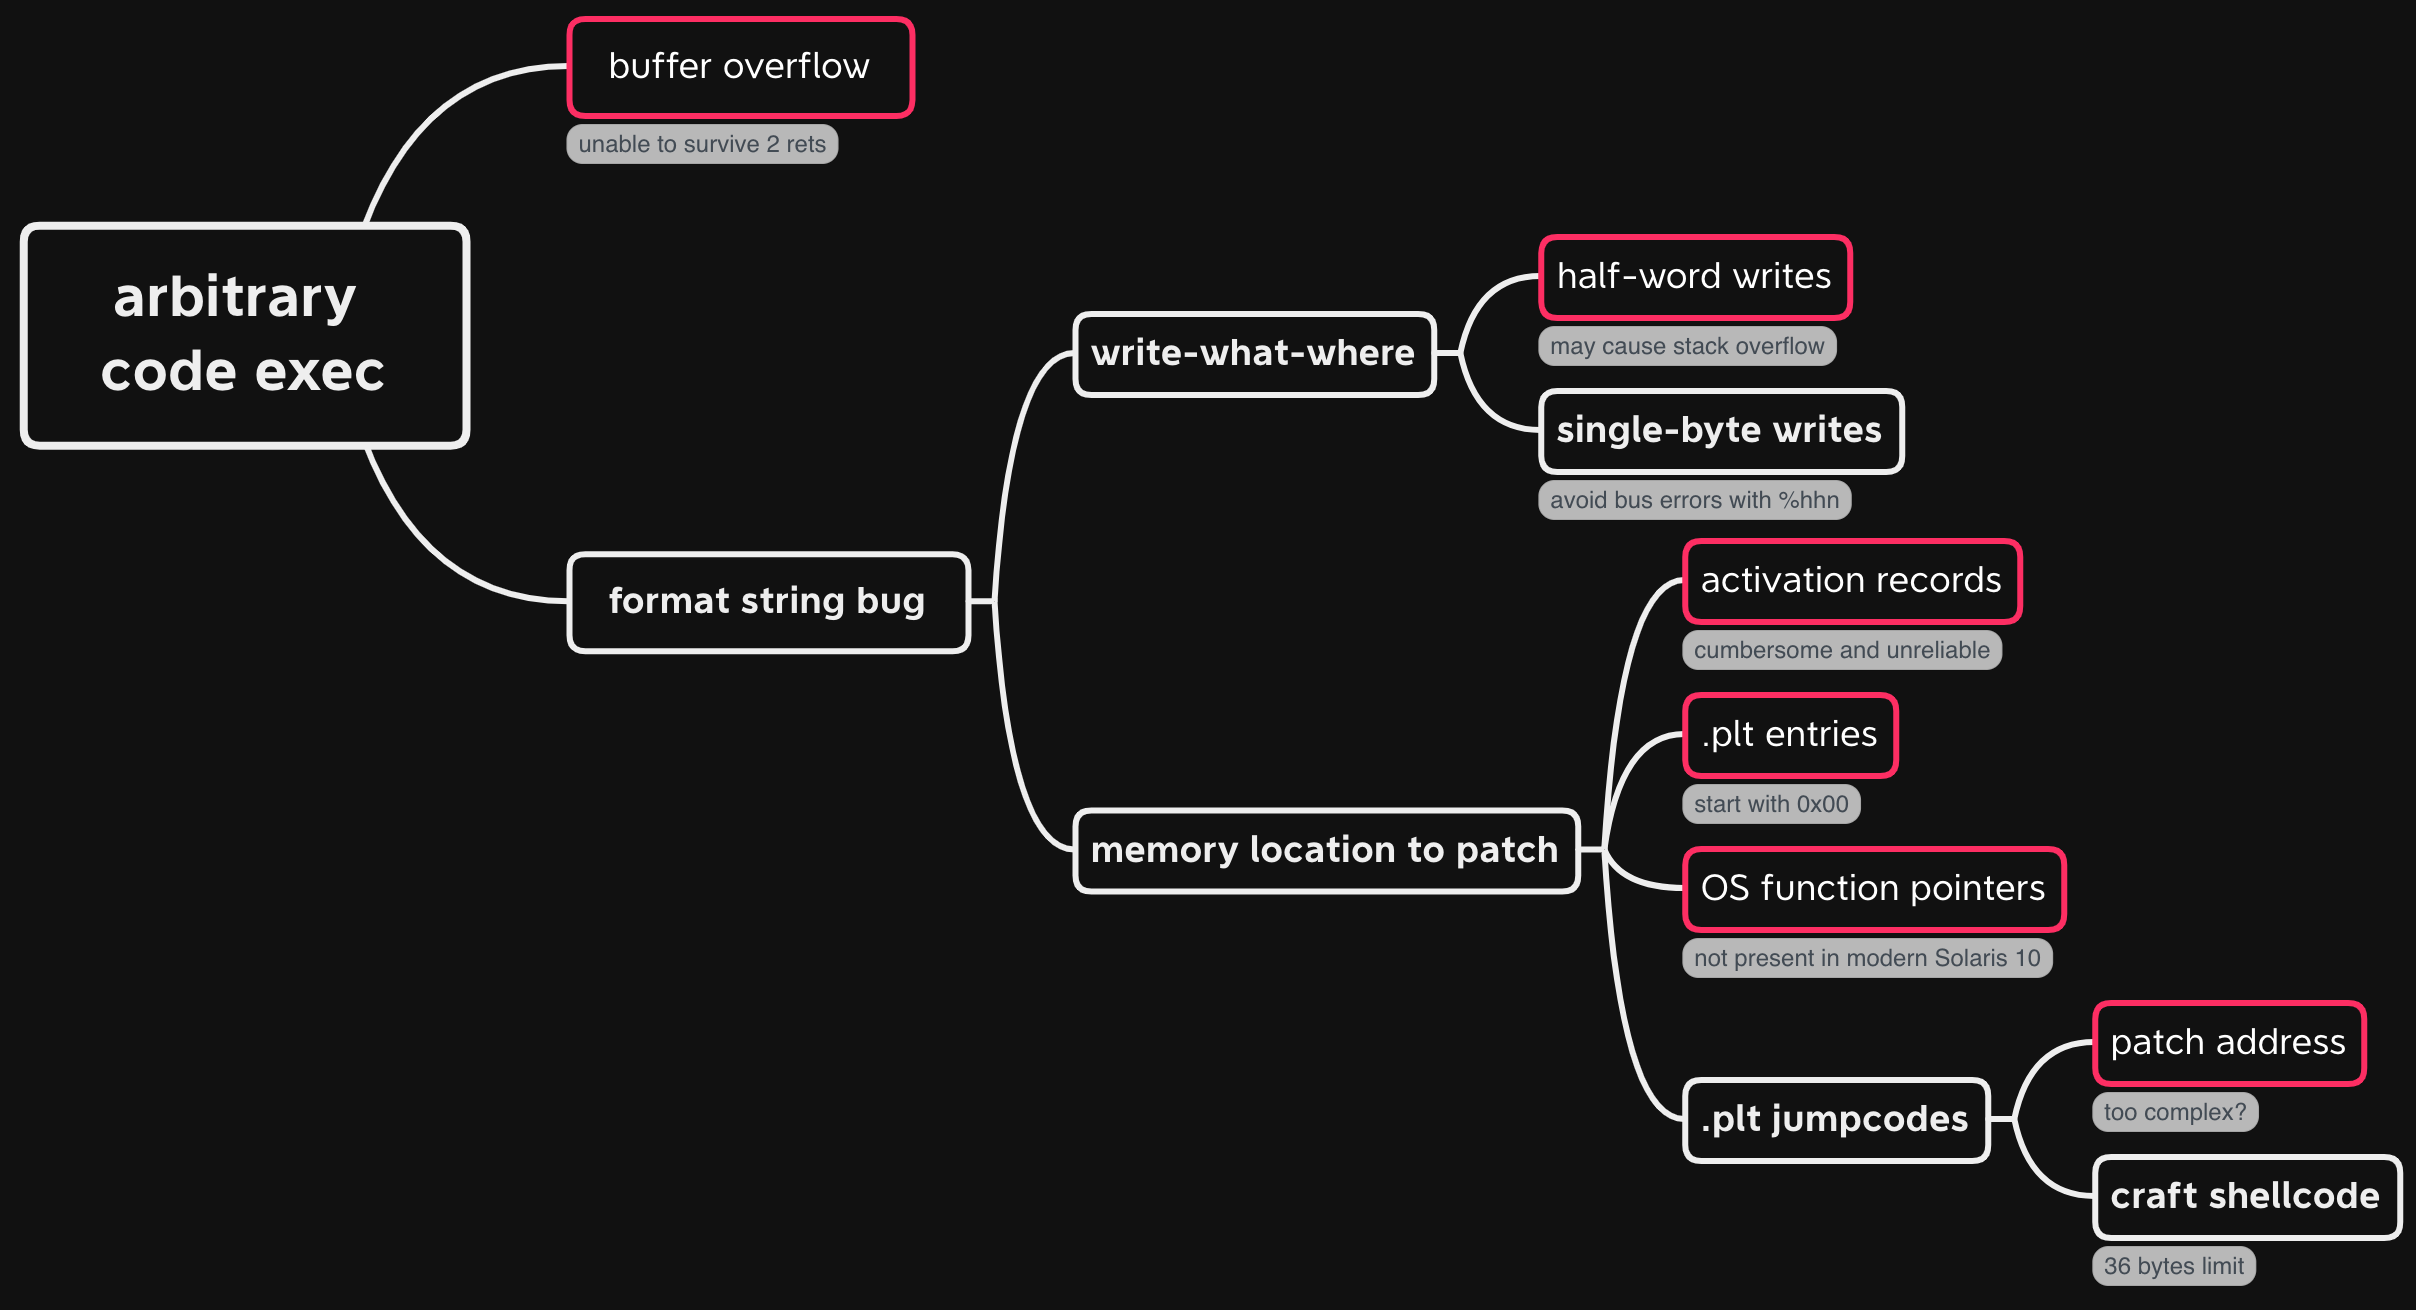 buffer overflow
unable to survive 2 rets
arbitrary
code exec
format string bug
write-what-where
half-word writes
may cause stack overflow
single-byte writes
avoid bus errors with %hhn
memory location to patch
activation records
cumbersome and unreliable
.plt entries
start with 0x00
OS function pointers
not present in modern Solaris 10
.plt jumpcodes
patch address
too complex?
craft shellcode
36 bytes limit